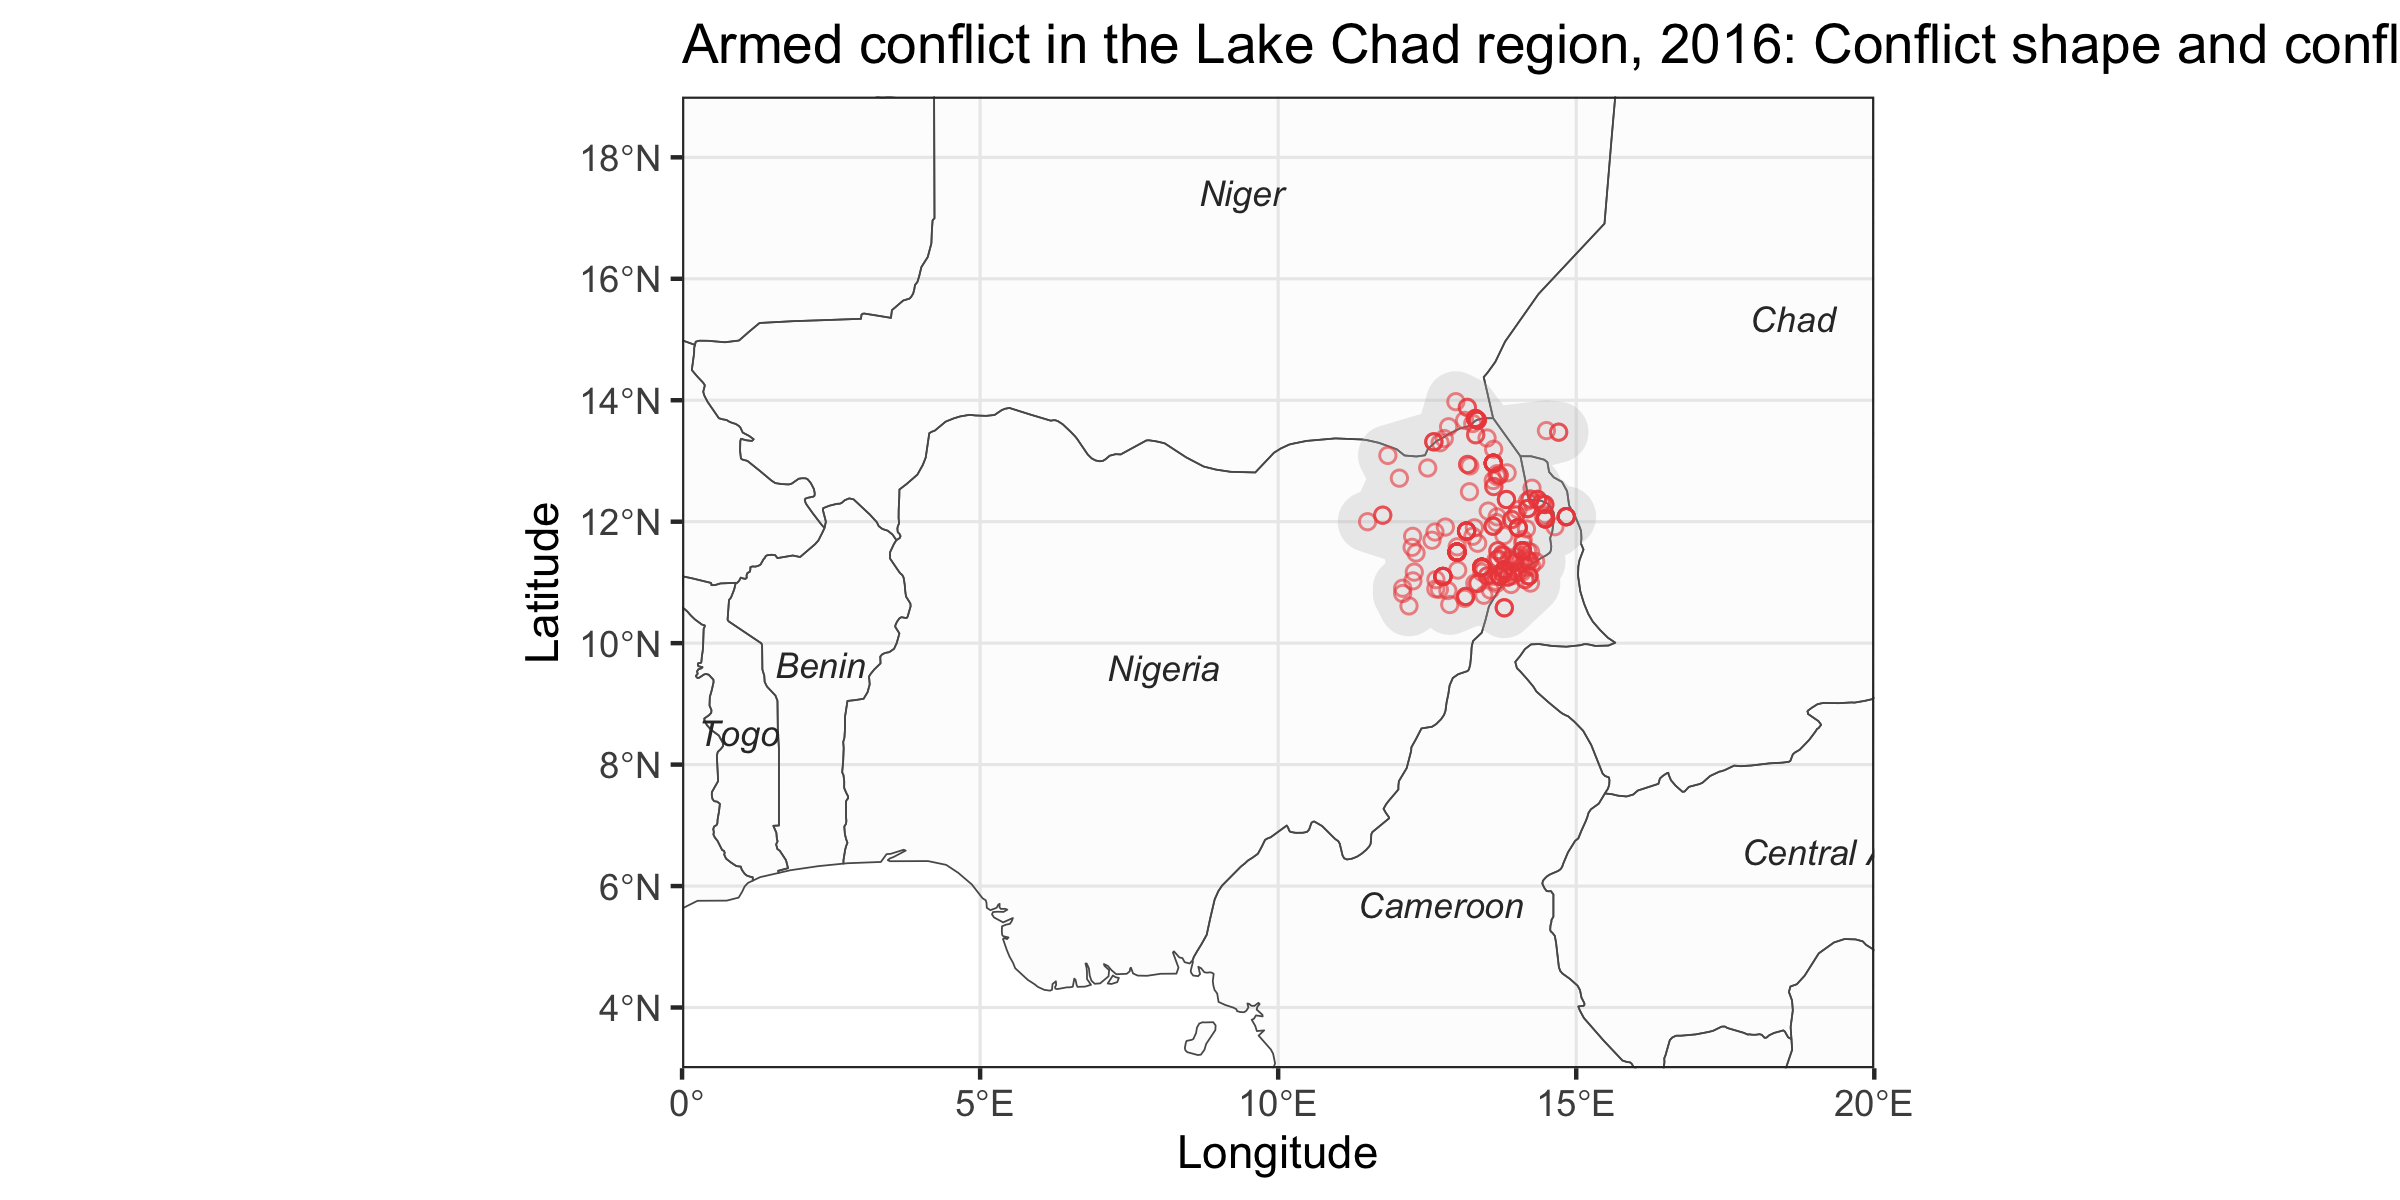 Armed conflict in the Lake Chad region, 2016: Conflict shape and confl
18°N
Niger
16°N
Chad
14°N
12°N
Latitude
10°N
Benin
Nigeria
Togo
8°N
Central A
6°N
Cameroon
4°N
0°
5°E
10°E
15°E
20°E
Longitude